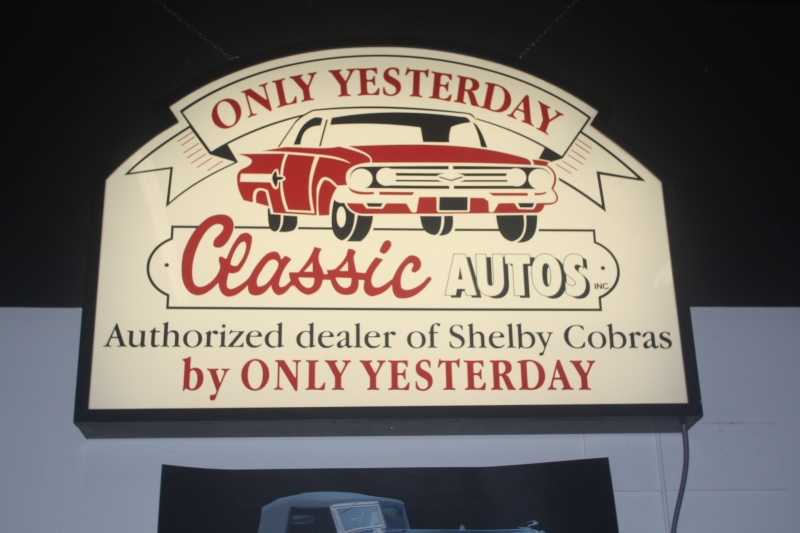 ONLY YESTERDAY
Classic AUTOS INC.
Authorized dealer of Shelby Cobras
by ONLY YESTERDAY